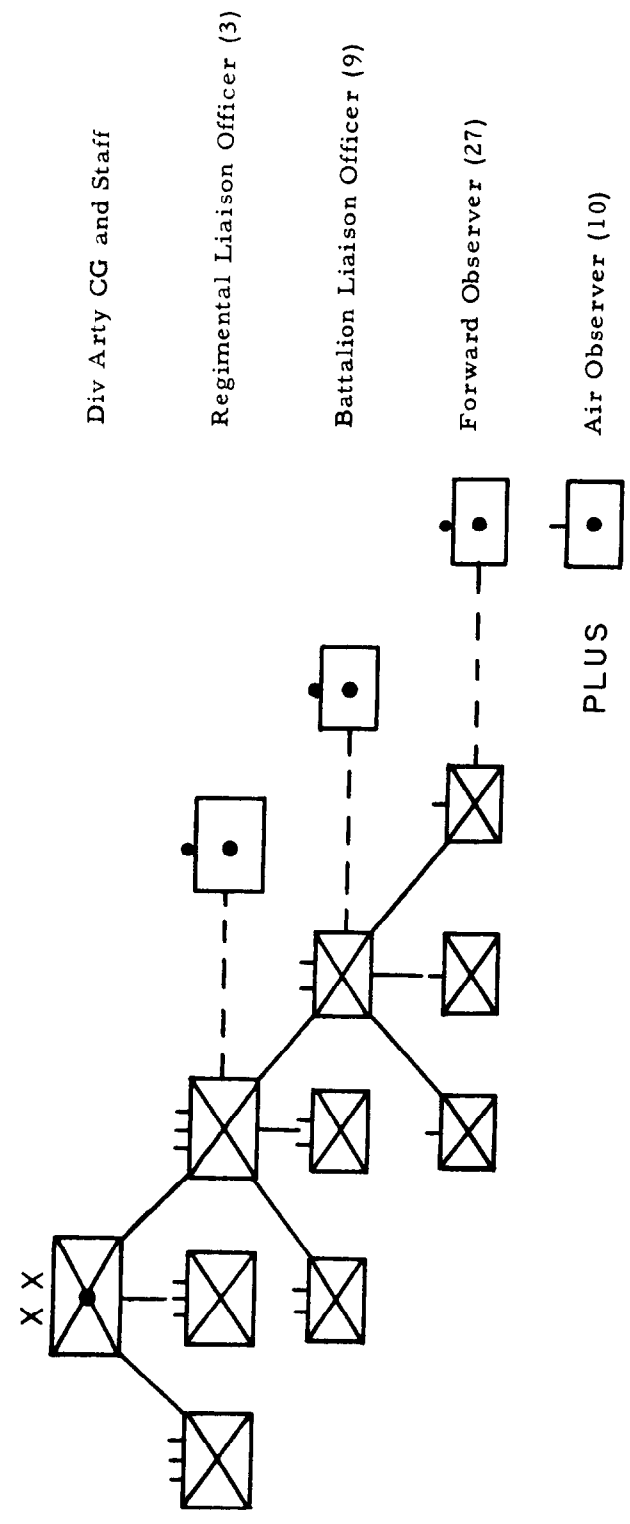 Div Arty CG and Staff
Regimental Liaison Officer (3)
Battalion Liaison Officer (9)
Forward Observer (27)
Air Observer (10)
PLUS
X X